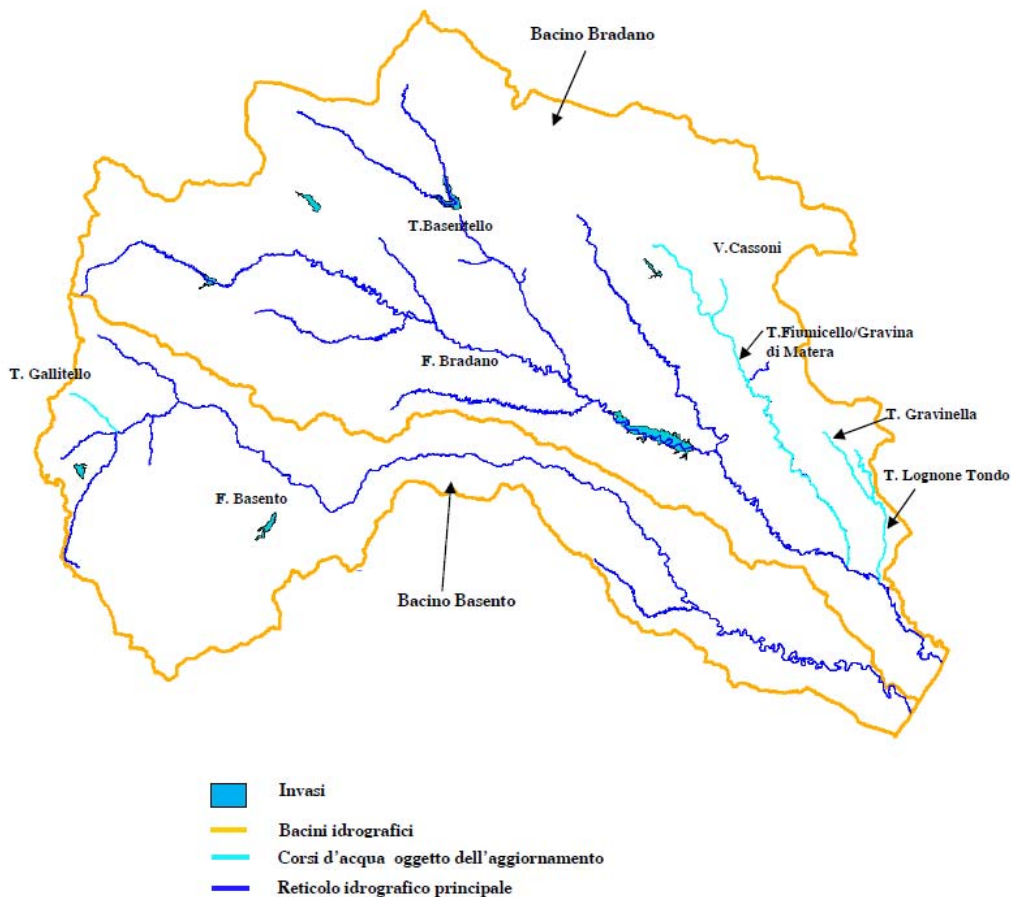 Bacino Bradano
T.Basentello
V.Cassoni
T.Fiumicello/Gravina
di Matera
F. Bradano
T. Gallitello
T. Gravinella
T. Lognone Tondo
F. Basento
Bacino Basento
Invasi
Bacini idrografici
Corsi d'acqua oggetto dell'aggiornamento
Reticolo idrografico principale